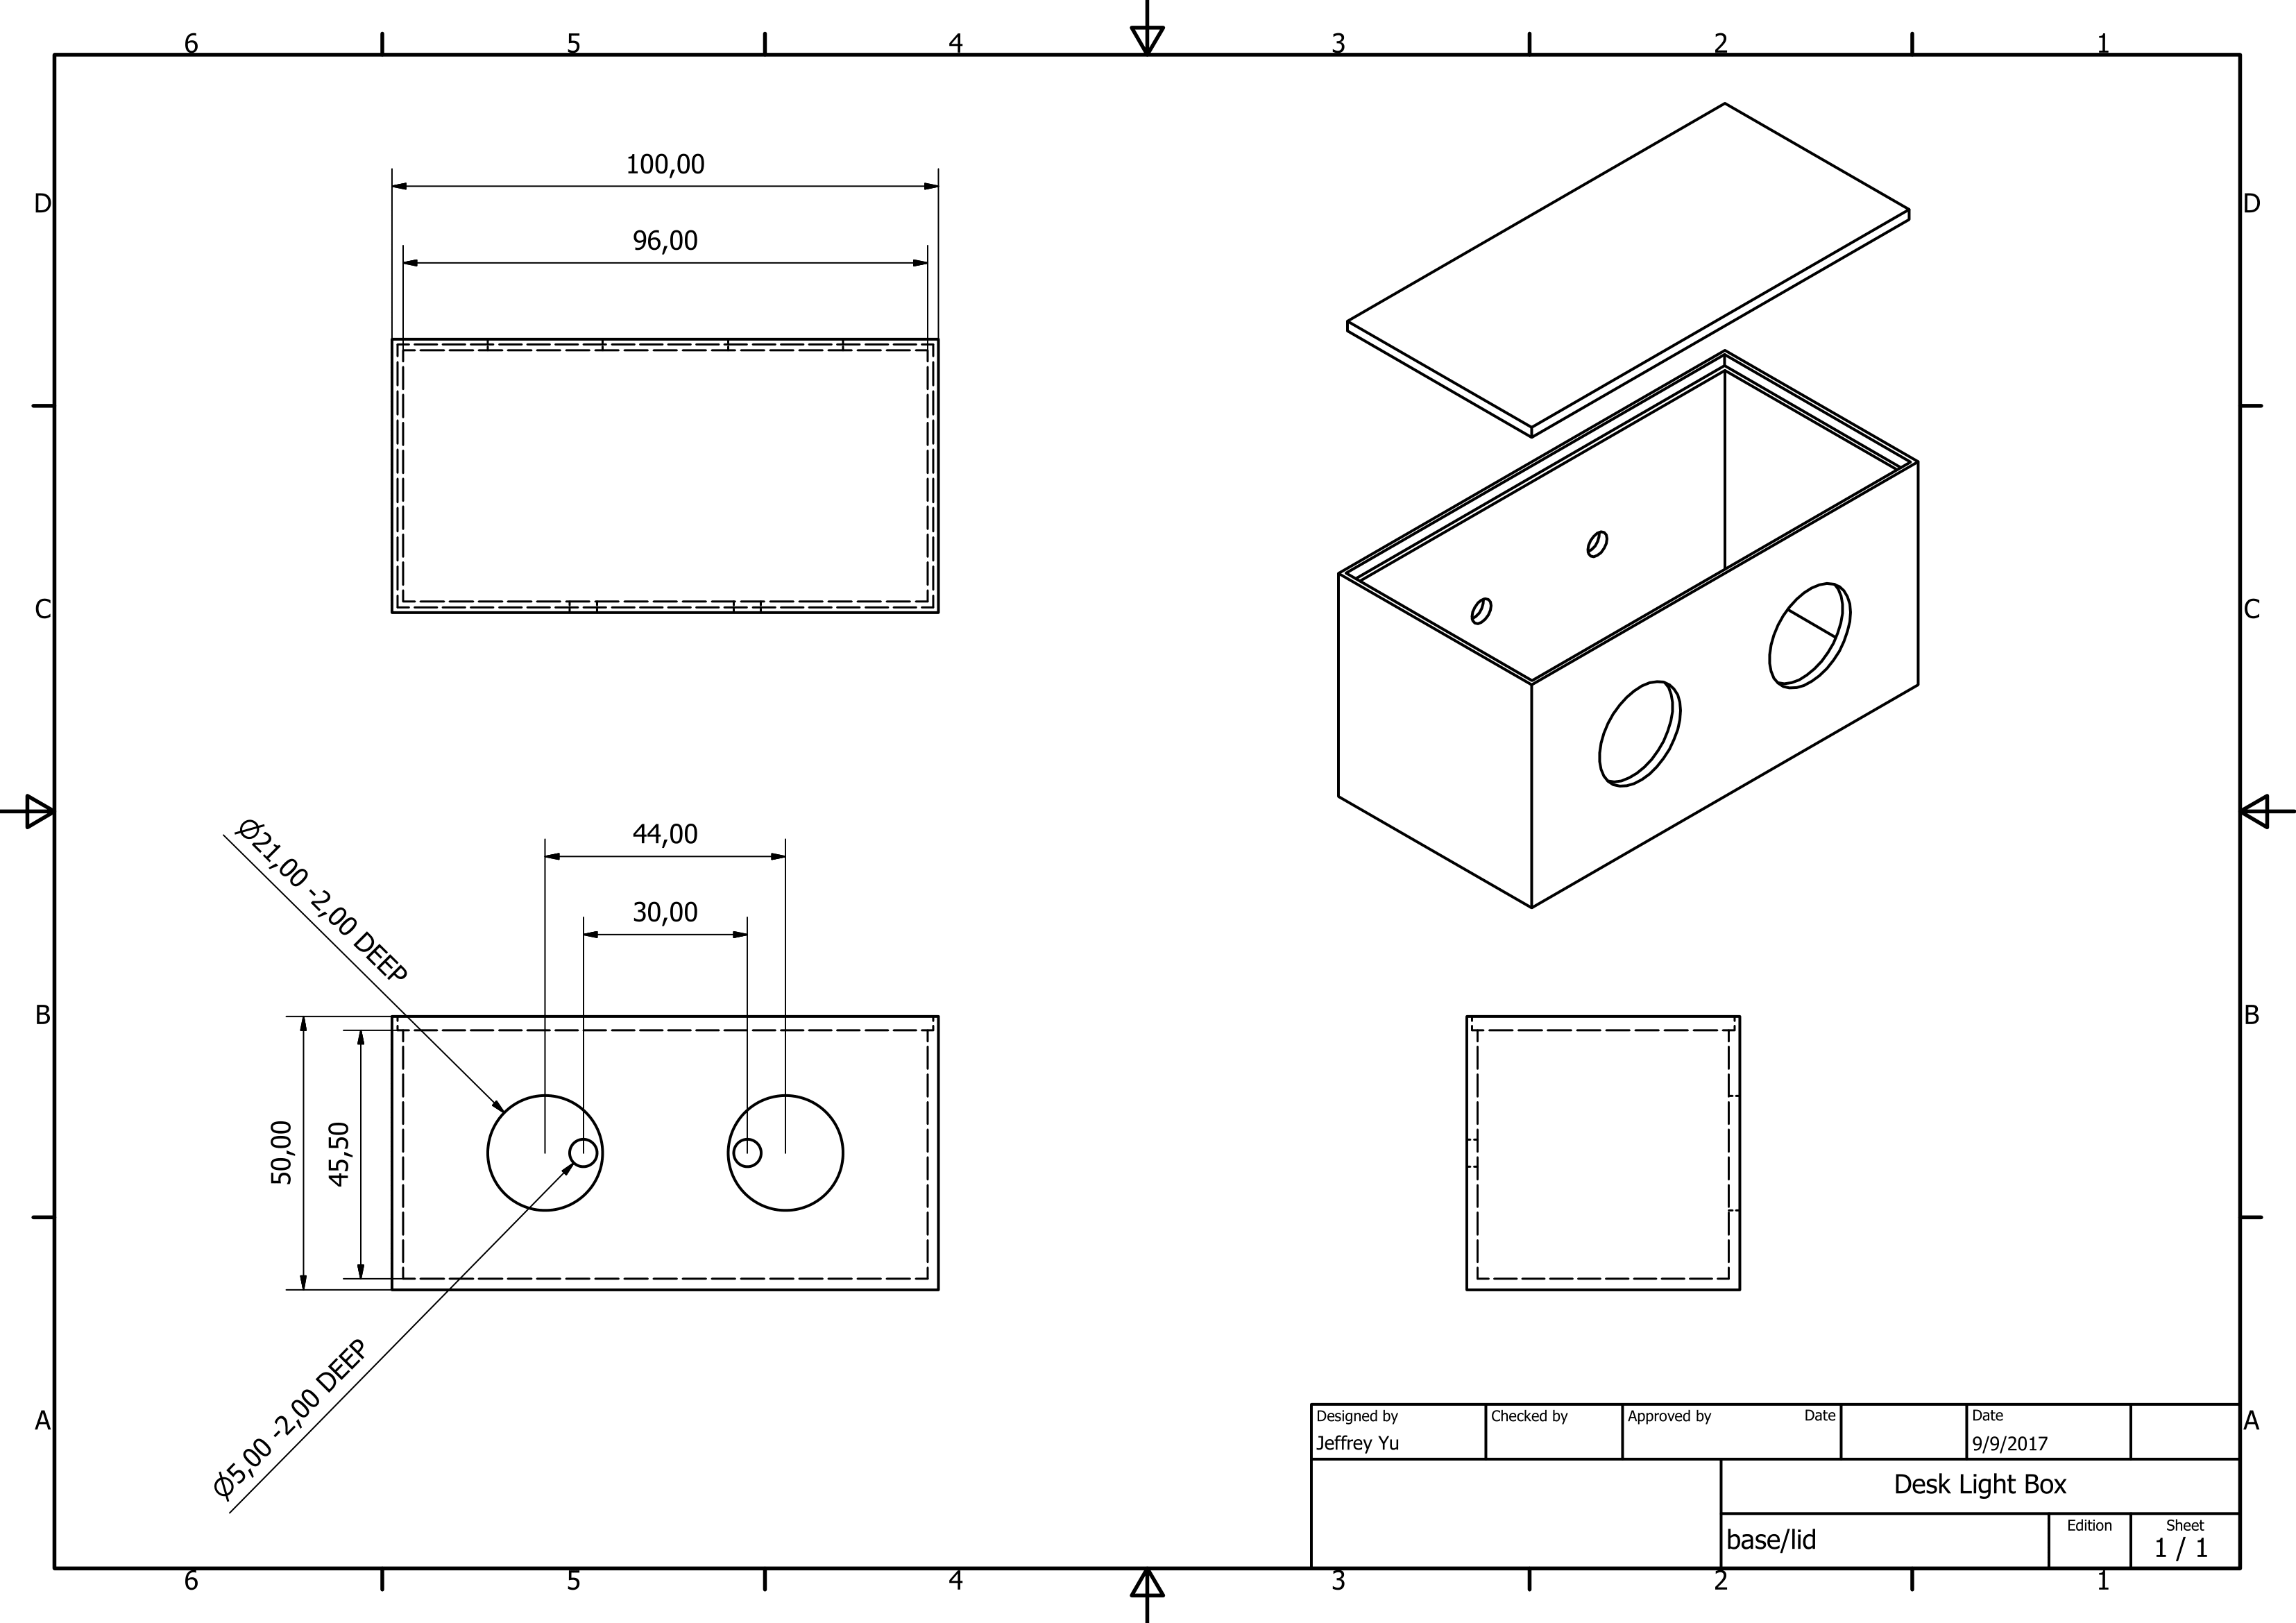 6 5 4 3 2 1
D D
100,00
96,00
C C
Ø21,00 -2,00 DEEP
44,00
30,00
B B
50,00
45,50
Ø5,00 -2,00 DEEP
A A
Designed by Checked by Approved by Date Date
Jeffrey Yu 9/9/2017
Desk Light Box
base/lid Edition Sheet
1 / 1
6 5 4 3 2 1